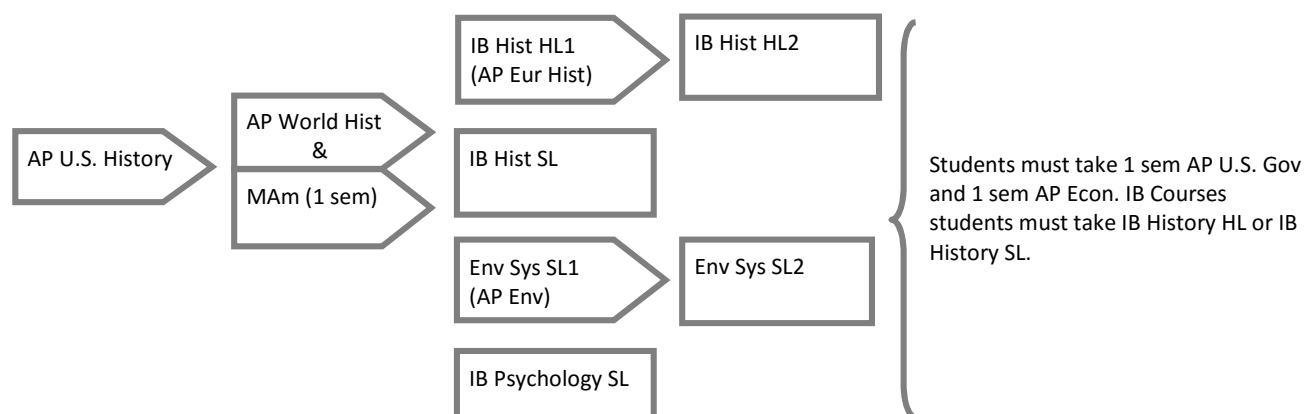 AP U.S. History
AP World Hist
&
MAm (1 sem)
IB Hist HL1
(AP Eur Hist)
IB Hist HL2
IB Hist SL
Env Sys SL1
(AP Env)
Env Sys SL2
IB Psychology SL
Students must take 1 sem AP U.S. Gov
and 1 sem AP Econ. IB Courses
students must take IB History HL or IB
History SL.